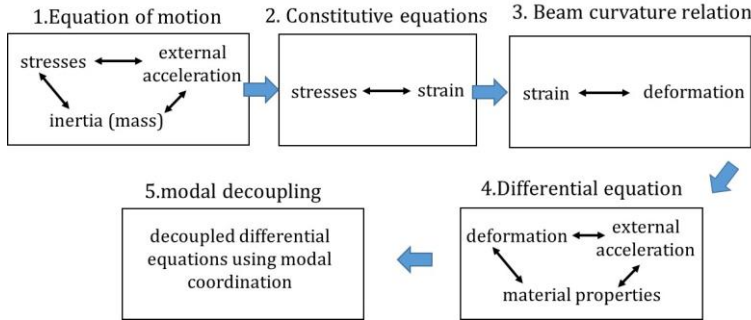 1.Equation of motion
stresses
external
acceleration
inertia (mass)
2. Constitutive equations
stresses
strain
3. Beam curvature relation
strain
deformation
4.Differential equation
deformation
external
acceleration
material properties
5.modal decoupling
decoupled differential
equations using modal
coordination